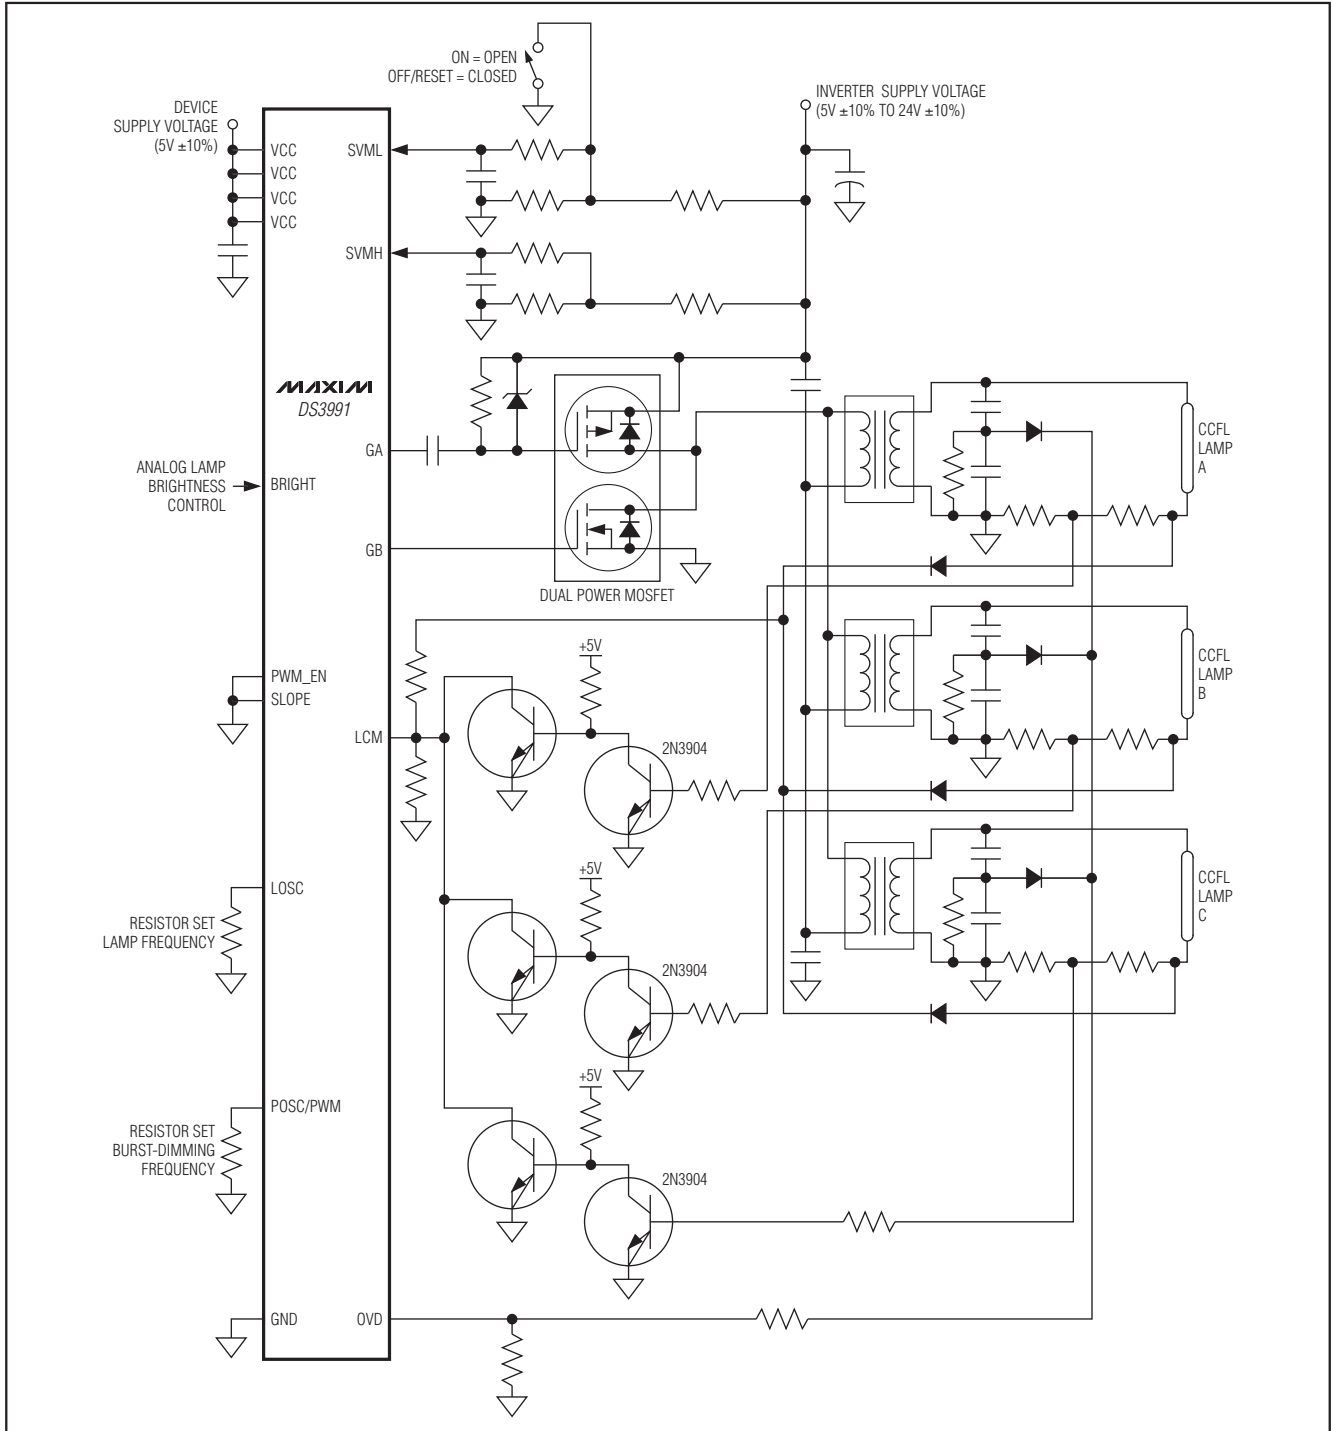 ON = OPEN
OFF/RESET = CLOSED
INVERTER SUPPLY VOLTAGE
(5V ±10% TO 24V ±10%)
DEVICE
SUPPLY VOLTAGE
(5V ±10%)
VCC
VCC
VCC
VCC
SVML
SVMH
MAXIM
DS3991
GA
ANALOG LAMP
BRIGHTNESS
CONTROL
BRIGHT
GB
DUAL POWER MOSFET
CCFL
LAMP
A
+5V
CCFL
LAMP
B
PWM_EN
SLOPE
LCM
2N3904
+5V
CCFL
LAMP
C
LOSC
RESISTOR SET
LAMP FREQUENCY
2N3904
+5V
POSC/PWM
RESISTOR SET
BURST-DIMMING
FREQUENCY
2N3904
GND
OVD